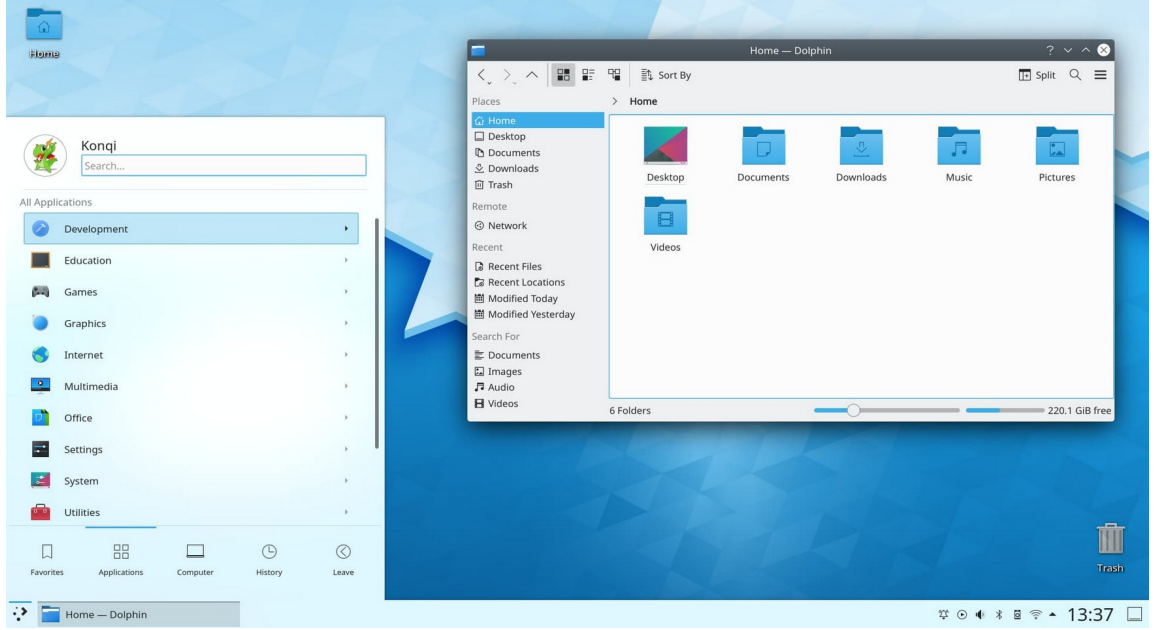 Home
Home — Dolphin
Sort By
Split
Places
Home
Desktop
Documents
Downloads
Trash
Remote
Network
Recent
Recent Files
Recent Locations
Modified Today
Modified Yesterday
Search For
Documents
Images
Audio
Videos
Home
Desktop Documents Downloads Music Pictures
Videos
6 Folders 220.1 GiB free
Konqi
Search...
All Applications
Development
Education
Games
Graphics
Internet
Multimedia
Office
Settings
System
Utilities
Favorites Applications Computer History Leave
Trash
Home — Dolphin
13:37